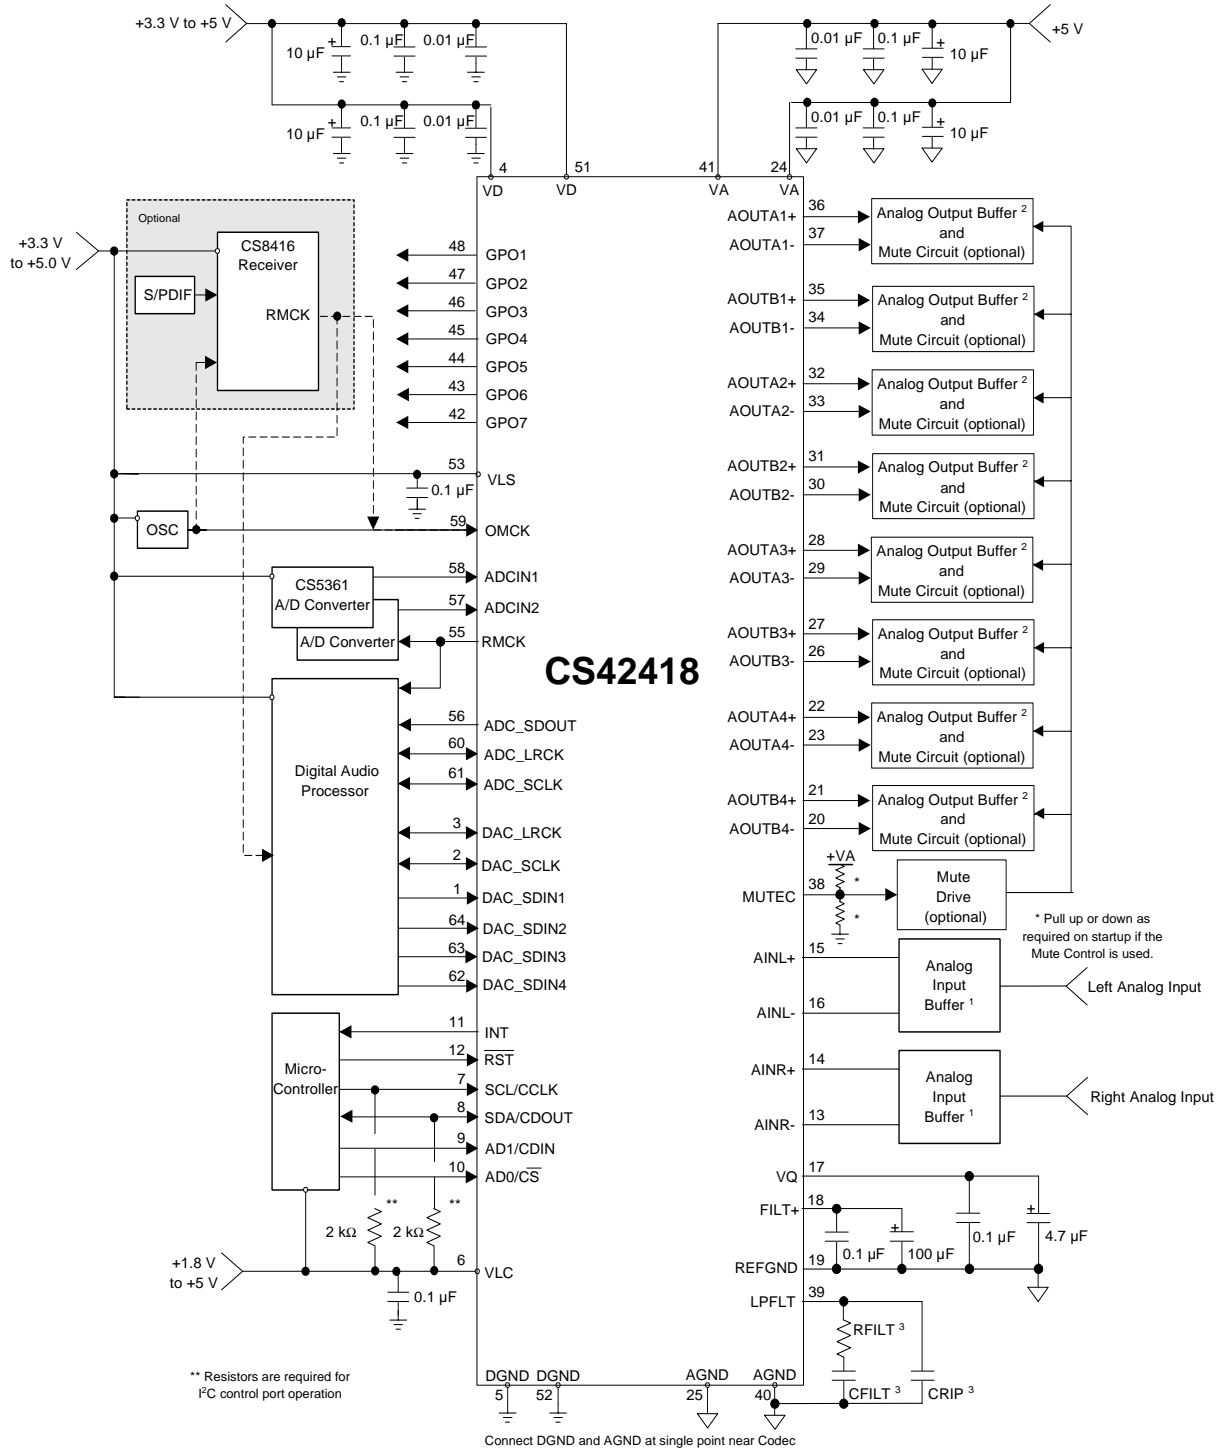 +3.3 V to +5 V
10 µF
+
0.1 µF
0.01 µF
0.01 µF
0.1 µF
+
10 µF
+5 V
10 µF
+
0.1 µF
0.01 µF
0.01 µF
0.1 µF
+
10 µF
4
51
41
24
VD
VD
VA
VA
Optional
+3.3 V
to +5.0 V
CS8416
Receiver
S/PDIF
RMCK
48
GPO1
47
GPO2
46
GPO3
45
GPO4
44
GPO5
43
GPO6
42
GPO7
53
VLS
0.1 µF
OSC
59
OMCK
CS5361
A/D Converter
A/D Converter
58
ADCIN1
57
ADCIN2
55
RMCK
CS42418
Digital Audio
Processor
56
ADC_SDOUT
60
ADC_LRCK
61
ADC_SCLK
3
DAC_LRCK
2
DAC_SCLK
1
DAC_SDIN1
64
DAC_SDIN2
63
DAC_SDIN3
62
DAC_SDIN4
Micro-
Controller
11
INT
12
RST
7
SCL/CCLK
8
SDA/CDOUT
9
AD1/CDIN
10
AD0/CS
**
**
2 kΩ
2 kΩ
+1.8 V
to +5 V
6
VLC
0.1 µF
** Resistors are required for
I²C control port operation
AOUTA1+
36
AOUTA1-
37
Analog Output Buffer ²
and
Mute Circuit (optional)
AOUTB1+
35
AOUTB1-
34
Analog Output Buffer ²
and
Mute Circuit (optional)
AOUTA2+
32
AOUTA2-
33
Analog Output Buffer ²
and
Mute Circuit (optional)
AOUTB2+
31
AOUTB2-
30
Analog Output Buffer ²
and
Mute Circuit (optional)
AOUTA3+
28
AOUTA3-
29
Analog Output Buffer ²
and
Mute Circuit (optional)
AOUTB3+
27
AOUTB3-
26
Analog Output Buffer ²
and
Mute Circuit (optional)
AOUTA4+
22
AOUTA4-
23
Analog Output Buffer ²
and
Mute Circuit (optional)
AOUTB4+
21
AOUTB4-
20
Analog Output Buffer ²
and
Mute Circuit (optional)
+VA
*
*
MUTEC
38
Mute
Drive
(optional)
* Pull up or down as
required on startup if the
Mute Control is used.
AINL+
15
AINL-
16
Analog
Input
Buffer ¹
Left Analog Input
AINR+
14
AINR-
13
Analog
Input
Buffer ¹
Right Analog Input
VQ
17
FILT+
18
0.1 µF
+
100 µF
0.1 µF
+
4.7 µF
REFGND
19
LPFLT
39
RFILT ³
CFILT ³
CRIP ³
DGND
DGND
AGND
AGND
5
52
25
40
Connect DGND and AGND at single point near Codec